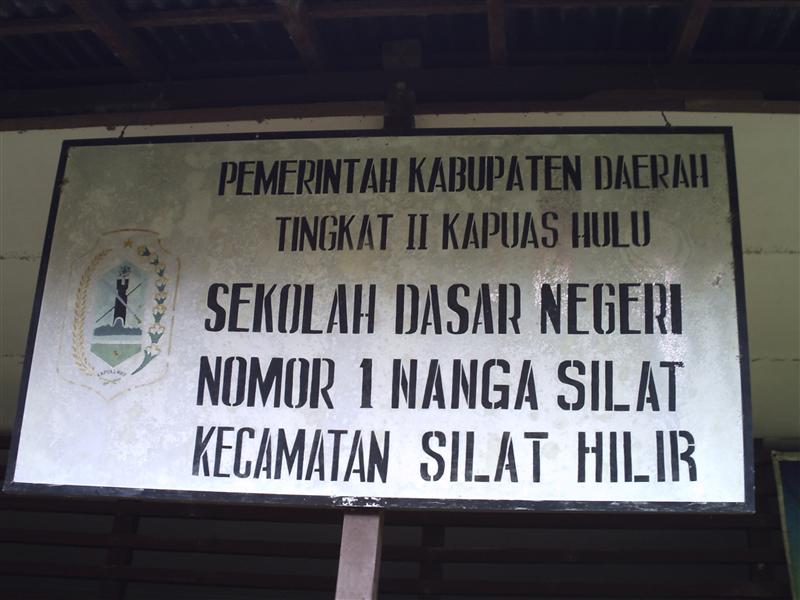 PEMERINTAH KABUPATEN DAERAH
TINGKAT II KAPUAS HULU
SEKOLAH DASAR NEGERI
NOMOR 1 NANGA SILAT
KECAMATAN SILAT HILIR